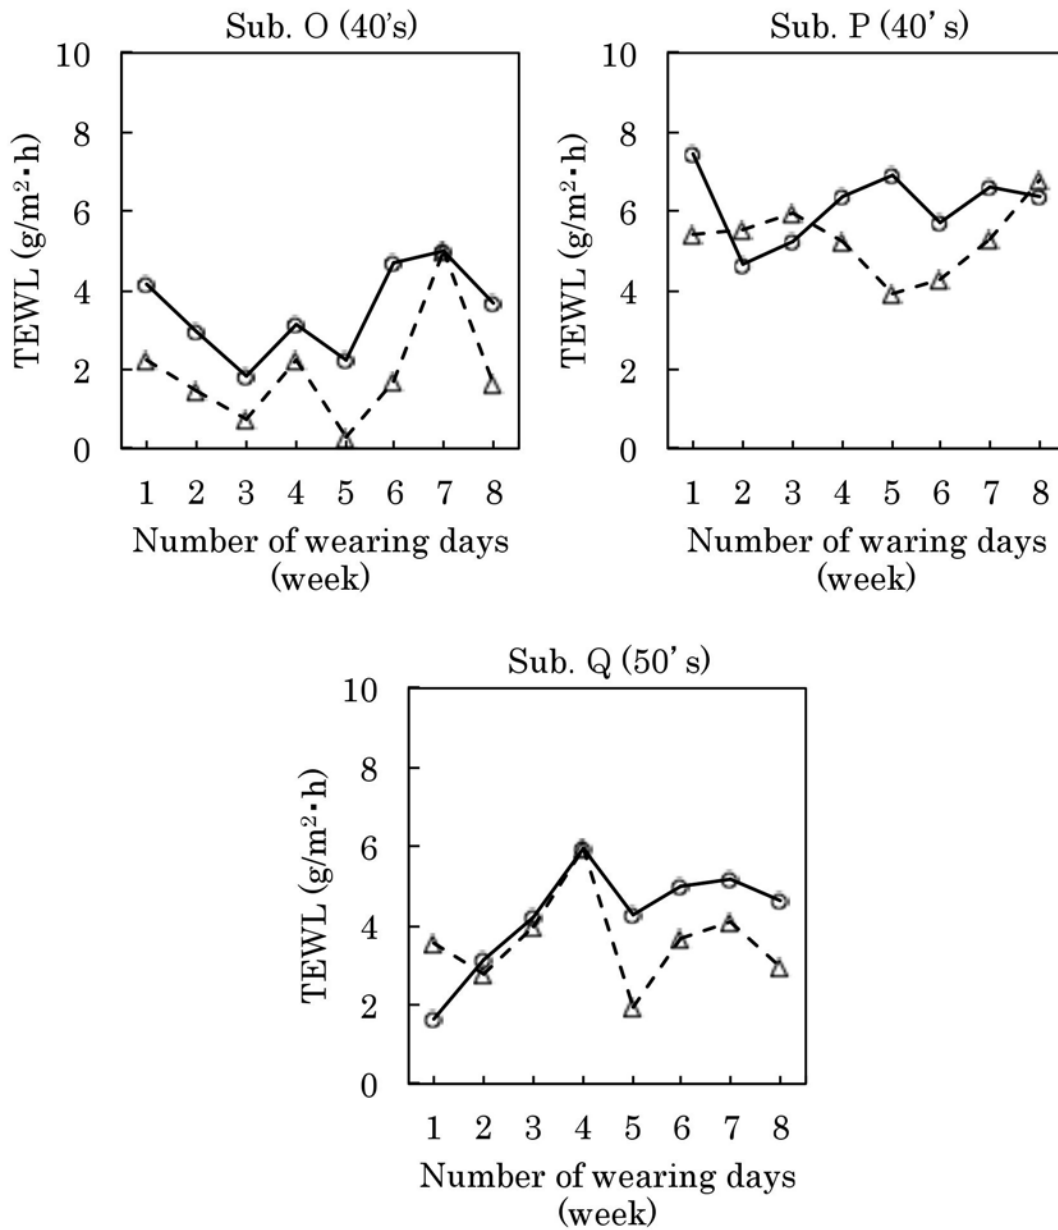 Sub. O (40's)
TEWL (g/m²·h)
10
8
6
4
2
0
1 2 3 4 5 6 7 8
Number of wearing days
(week)
Sub. P (40's)
TEWL (g/m²·h)
10
8
6
4
2
0
1 2 3 4 5 6 7 8
Number of waring days
(week)
Sub. Q (50's)
TEWL (g/m²·h)
10
8
6
4
2
0
1 2 3 4 5 6 7 8
Number of wearing days
(week)